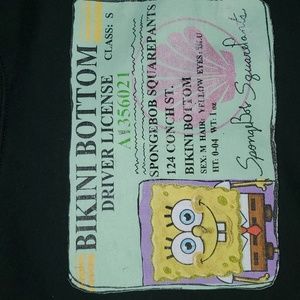 BIKINI BOTTOM
DRIVER LICENSE
CLASS: S
A1356021
SPONGEBOB SQUAREPANTS
124 CONCH ST.
BIKINI BOTTOM
SEX: M HAIR: YELLOW EYES: BLU
HT: 0-04 WT: 1 oz
SpongeBob SquarePants